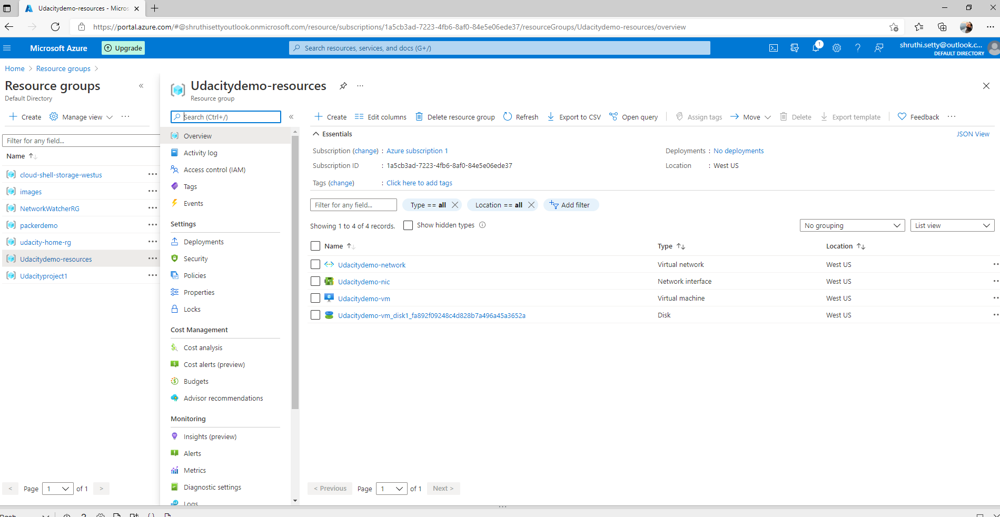 Udacitydemo-resources - Micros
https://portal.azure.com/#@shruthisettyoutlook.onmicrosoft.com/resource/subscriptions/1a5cb3ad-7223-4fb6-8af0-84e5e06ede37/resourceGroups/Udacitydemo-resources/overview
Microsoft Azure
Upgrade
Search resources, services, and docs (G+/)
1
shruthi.setty@outlook.c...
DEFAULT DIRECTORY
Home > Resource groups >
Resource groups
Default Directory
Create
Manage view
Filter for any field...
Name
cloud-shell-storage-westus
images
NetworkWatcherRG
packerdemo
udacity-home-rg
Udacitydemo-resources
Udacityproject1
< Page 1 of 1 >
Udacitydemo-resources
Resource group
Search (Ctrl+/)
Overview
Activity log
Access control (IAM)
Tags
Events
Settings
Deployments
Security
Policies
Properties
Locks
Cost Management
Cost analysis
Cost alerts (preview)
Budgets
Advisor recommendations
Monitoring
Insights (preview)
Alerts
Metrics
Diagnostic settings
Logs
Create Edit columns Delete resource group Refresh Export to CSV Open query Assign tags Move Delete Export template Feedback
Essentials
JSON View
Subscription (change) : Azure subscription 1
Deployments : No deployments
Subscription ID : 1a5cb3ad-7223-4fb6-8af0-84e5e06ede37
Location : West US
Tags (change) : Click here to add tags
Filter for any field...
Type == all
Location == all
Add filter
Showing 1 to 4 of 4 records.
Show hidden types
No grouping
List view
Name Type Location
Udacitydemo-network Virtual network West US
Udacitydemo-nic Network interface West US
Udacitydemo-vm Virtual machine West US
Udacitydemo-vm_disk1_fa892f09248c4d828b7a496a45a3652a Disk West US
< Previous Page 1 of 1 Next >